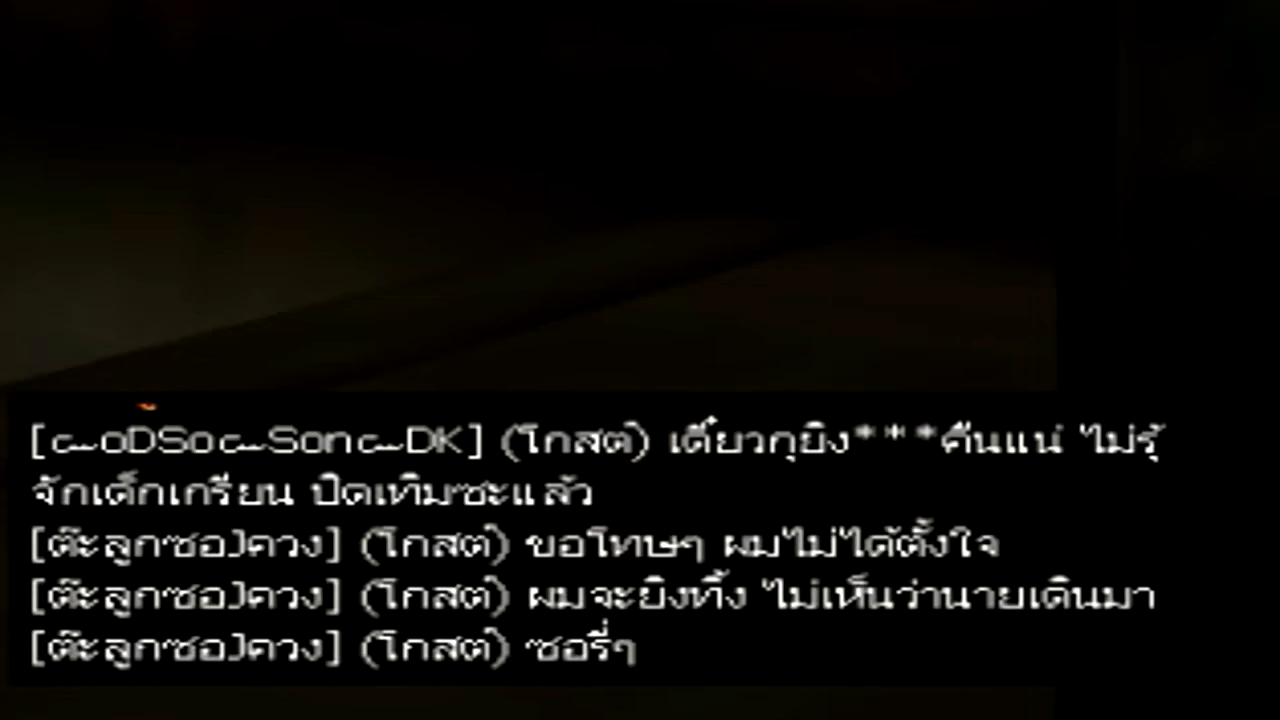 [cـــoDSocـــSoncـــDK] (โกสต์) เดี๋ยวกุยิง***คืนแน่ ไม่รุ้
จักเด็กเกรียน ปิดเทิมซะแล้ว
[ต๊ะลูกซอJควง] (โกสต์) ขอโทษๆ ผมไม่ได้ตั้งใจ
[ต๊ะลูกซอJควง] (โกสต์) ผมจะยิงทิ้ง ไม่เห็นว่านายเดินมา
[ต๊ะลูกซอJควง] (โกสต์) ซอรี่ๆ